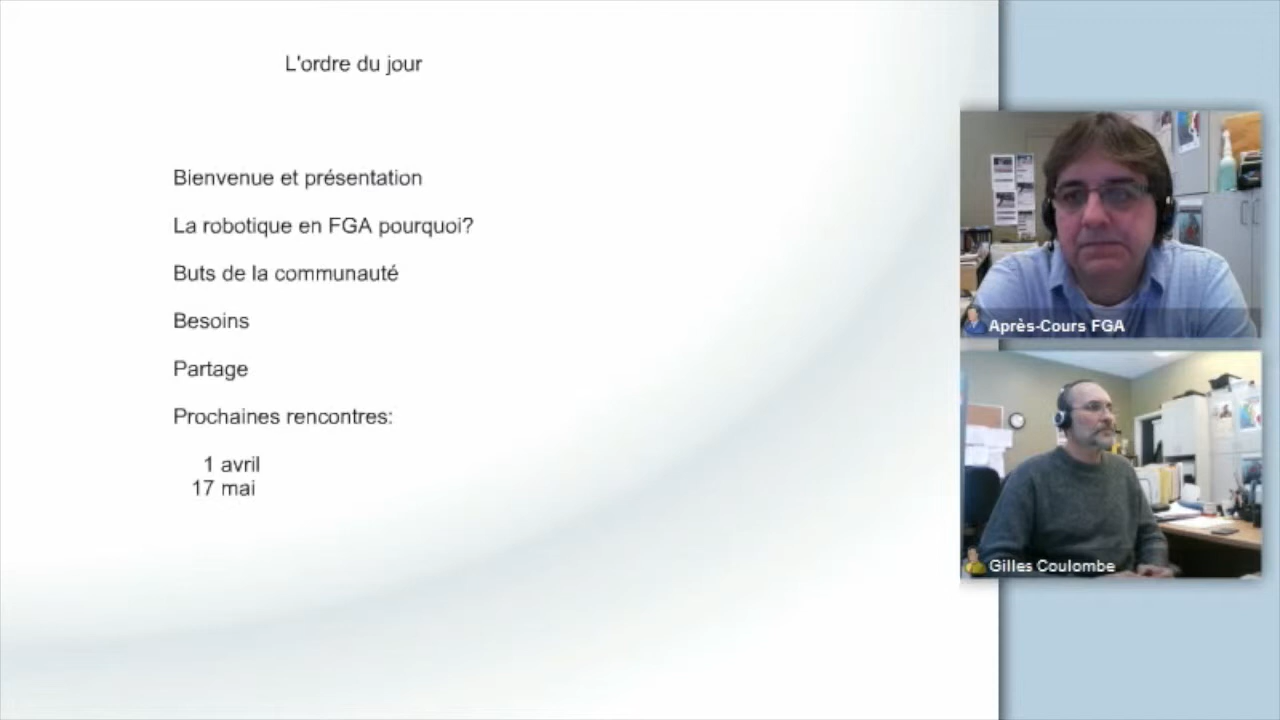 L'ordre du jour
Bienvenue et présentation
La robotique en FGA pourquoi?
Buts de la communauté
Besoins
Partage
Prochaines rencontres:
1 avril
17 mai
Après-Cours FGA
Gilles Coulombe